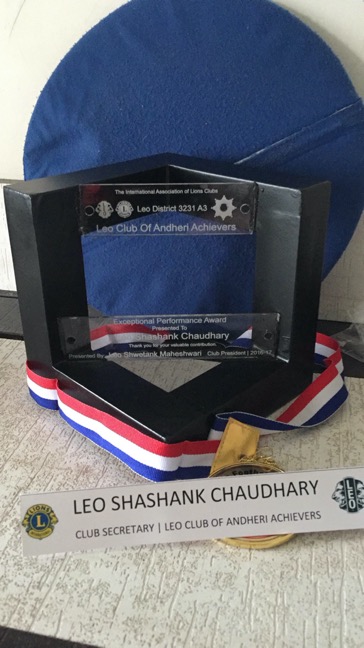 The International Association of Lions Clubs
Leo District 3231 A3
Leo Club Of Andheri Achievers
Exceptional Performance Award
Presented To
Shashank Chaudhary
Thank you for your valuable contribution.
Presented By: Leo Shwetank Maheshwari Club President | 2016-17
LEO SHASHANK CHAUDHARY
CLUB SECRETARY | LEO CLUB OF ANDHERI ACHIEVERS
LIONS
L
LEO